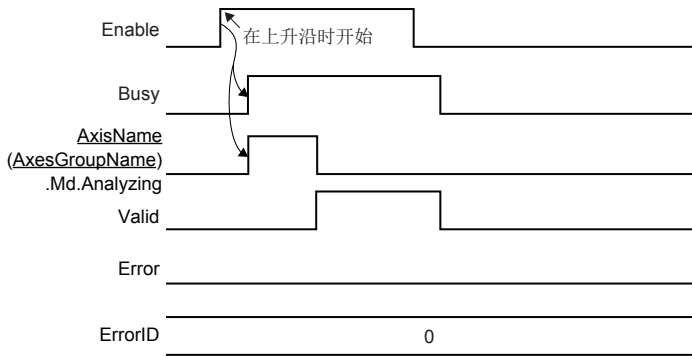 Enable
在上升沿时开始
Busy
AxisName
(AxesGroupName)
.Md.Analyzing
Valid
Error
ErrorID
0